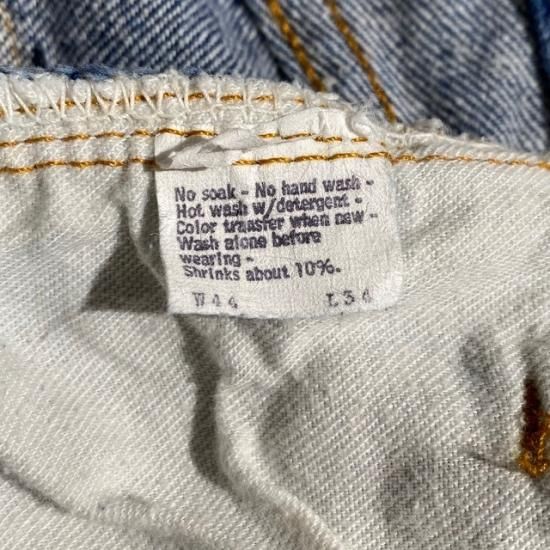 No soak - No hand wash -
Hot wash w/detergent -
Color transfer when new -
Wash alone before
wearing -
Shrinks about 10%.
W44 L34